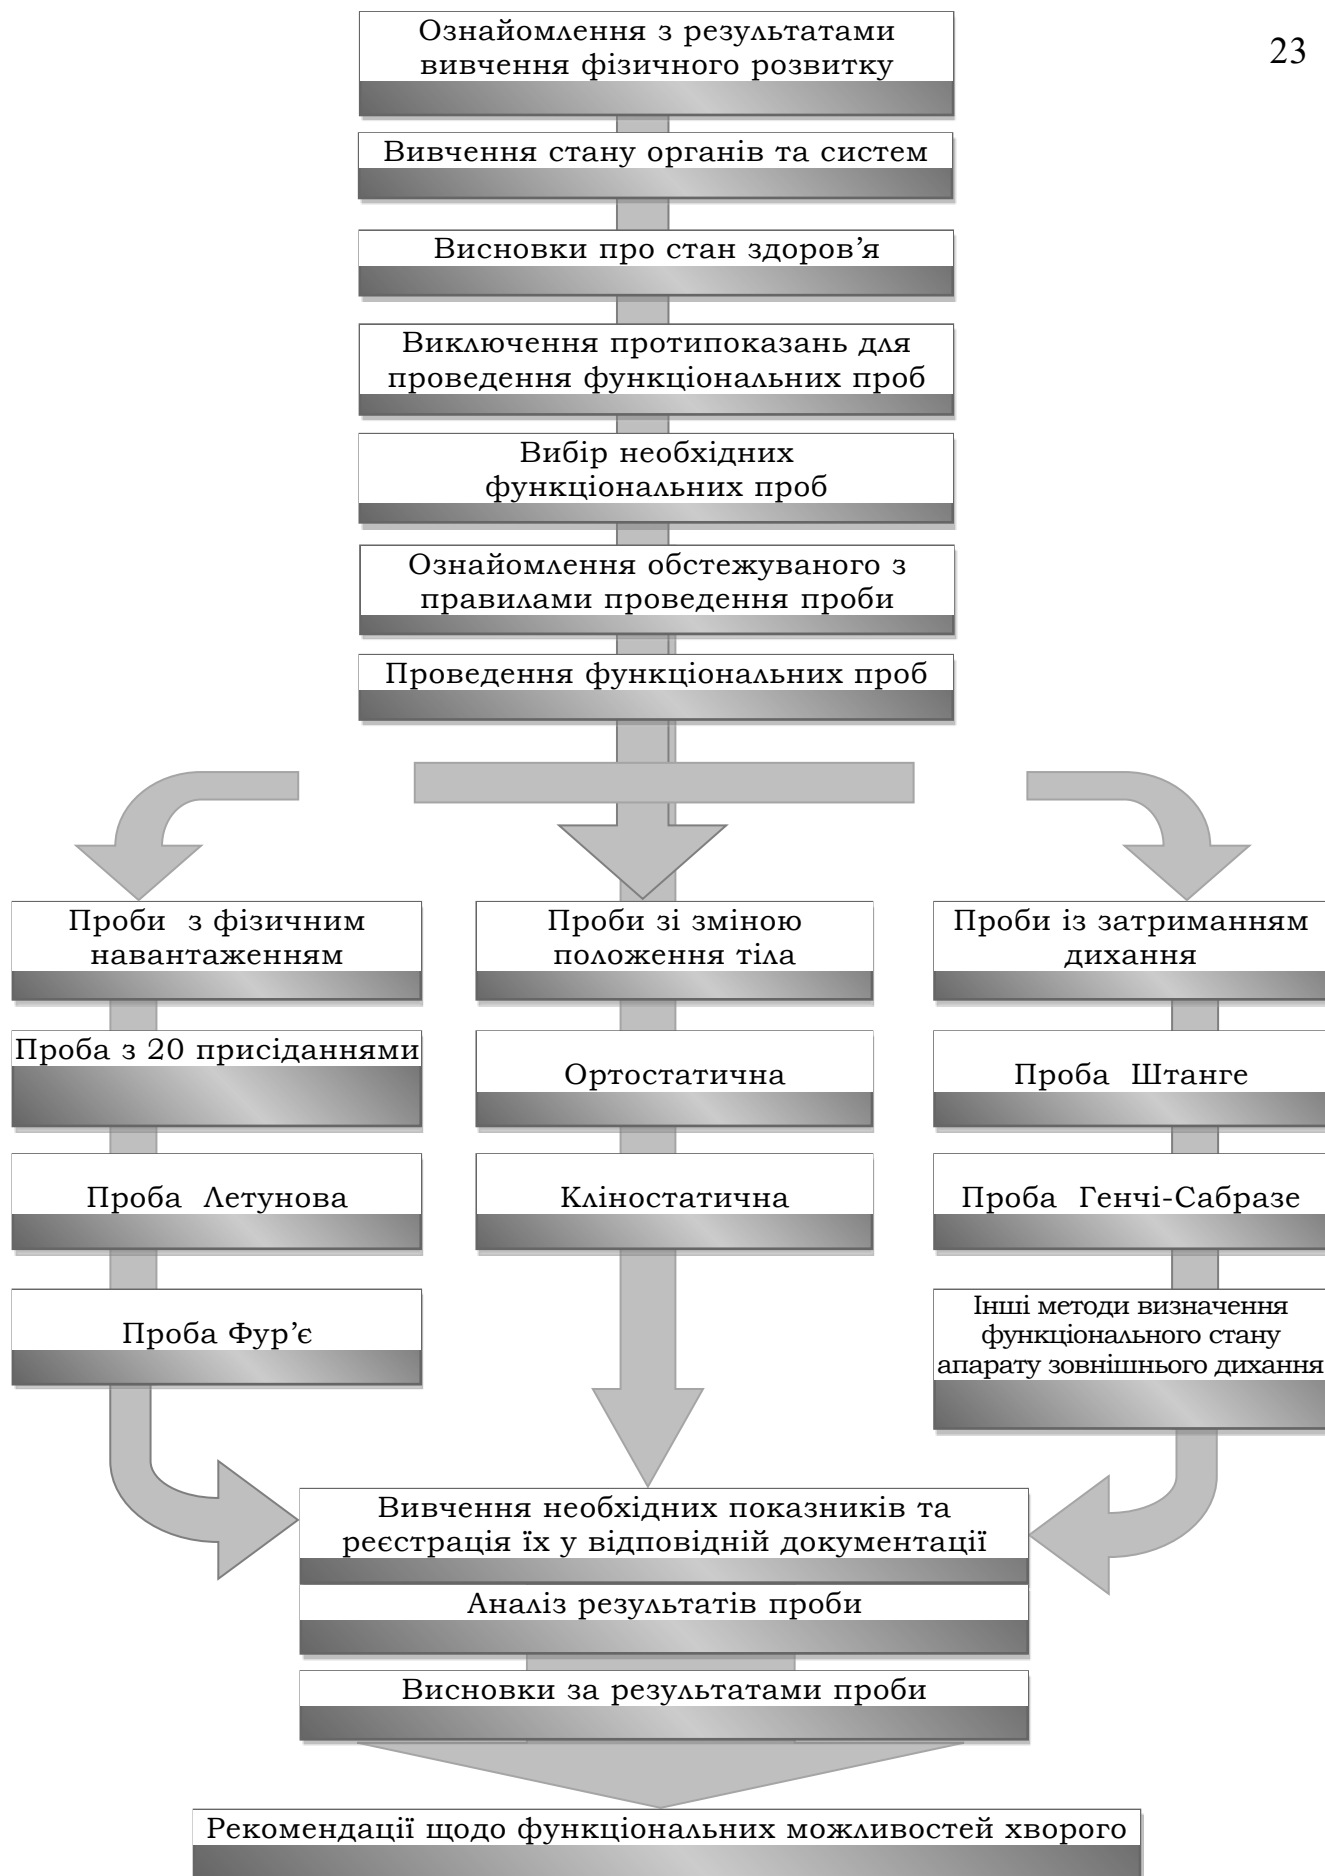 23
Ознайомлення з результатами
вивчення фізичного розвитку
Вивчення стану органів та систем
Висновки про стан здоров’я
Виключення протипоказань для
проведення функціональних проб
Вибір необхідних
функціональних проб
Ознайомлення обстежуваного з
правилами проведення проби
Проведення функціональних проб
Проби з фізичним
навантаженням
Проба з 20 присіданнями
Проба Летунова
Проба Фур’є
Проби зі зміною
положення тіла
Ортостатична
Кліностатична
Проби із затриманням
дихання
Проба Штанге
Проба Генчі-Сабразе
Інші методи визначення
функціонального стану
апарату зовнішнього дихання
Вивчення необхідних показників та
реєстрація їх у відповідній документації
Аналіз результатів проби
Висновки за результатами проби
Рекомендації щодо функціональних можливостей хворого